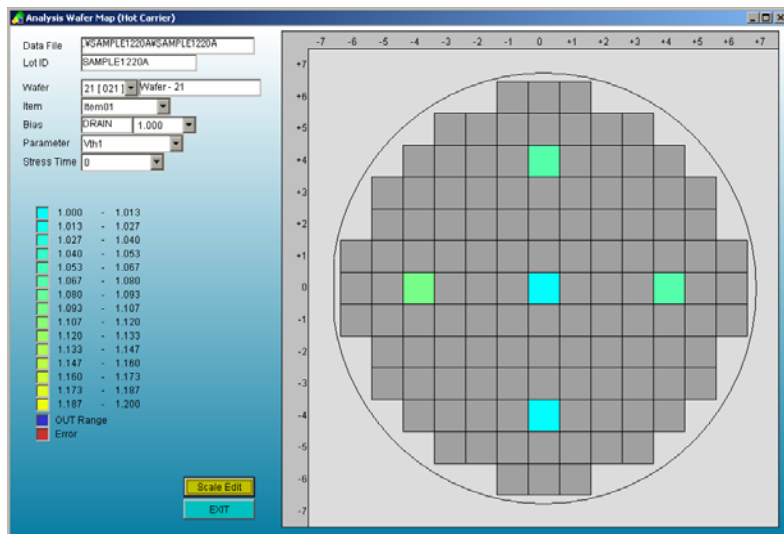 Analysis Wafer Map (Hot Carrier)
Data File .¥SAMPLE1220A¥SAMPLE1220A
Lot ID SAMPLE1220A
Wafer 21 [ 021 ] Wafer - 21
Item Item01
Bias DRAIN 1.000
Parameter Vth1
Stress Time 0
1.000 - 1.013
1.013 - 1.027
1.027 - 1.040
1.040 - 1.053
1.053 - 1.067
1.067 - 1.080
1.080 - 1.093
1.093 - 1.107
1.107 - 1.120
1.120 - 1.133
1.133 - 1.147
1.147 - 1.160
1.160 - 1.173
1.173 - 1.187
1.187 - 1.200
OUT Range
Error
Scale Edit
EXIT
-7 -6 -5 -4 -3 -2 -1 0 +1 +2 +3 +4 +5 +6 +7
+7
+6
+5
+4
+3
+2
+1
0
-1
-2
-3
-4
-5
-6
-7